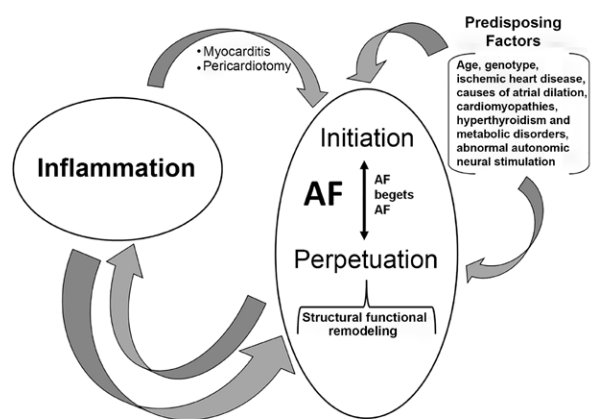 •Myocarditis
•Pericardiotomy
Predisposing
Factors
Age, genotype,
ischemic heart disease,
causes of atrial dilation,
cardiomyopathies,
hyperthyroidism and
metabolic disorders,
abnormal autonomic
neural stimulation
Inflammation
Initiation
AF
AF
begets
AF
Perpetuation
Structural functional
remodeling